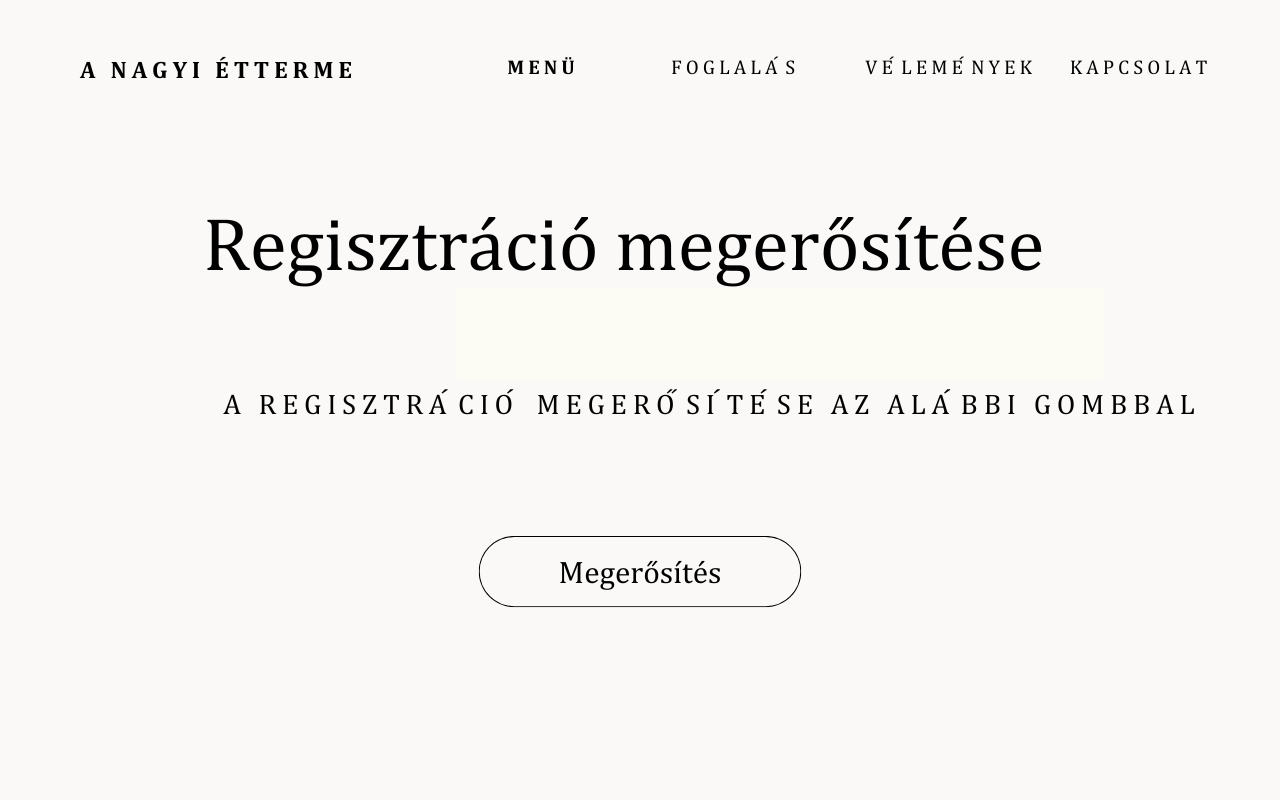 A NAGYI ÉTTERME
MENÜ
FOGLALÁS
VÉLEMÉNYEK
KAPCSOLAT
Regisztráció megerősítése
A REGISZTRÁCIÓ MEGERŐSÍTÉSE AZ ALÁBBI GOMBBAL
Megerősítés